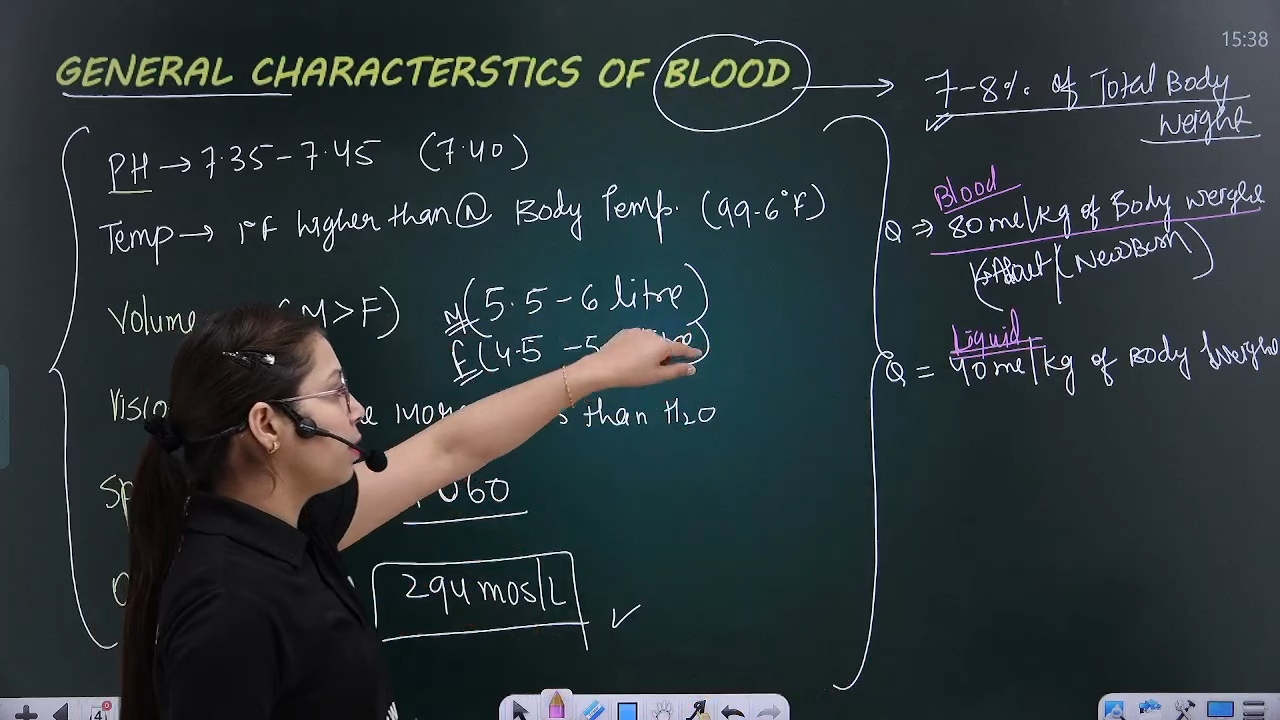 15:38
GENERAL CHARACTERSTICS OF BLOOD
7-8% of Total Body Weight
PH → 7.35-7.45 (7.40)
Temp → 1°F higher than (N) Body Temp. (99.6°F)
Volume (M>F) M (5.5-6 litre)
F (4.5 -5
more than H2O
060
294 mos/L
Blood
Q → 80 ml/kg of Body weight
(NewBorn)
Liquid
Q = 90 ml/kg of Body Weight